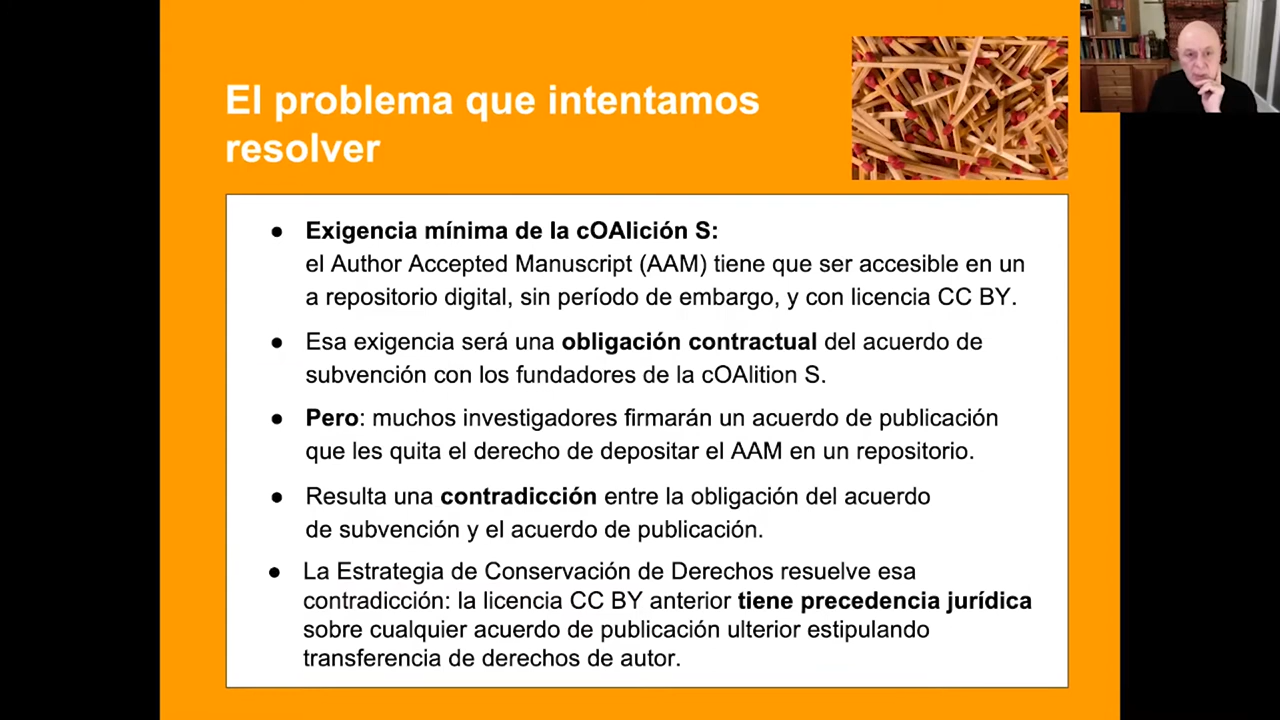 El problema que intentamos
resolver
● Exigencia mínima de la cOAlición S:
el Author Accepted Manuscript (AAM) tiene que ser accesible en un
a repositorio digital, sin período de embargo, y con licencia CC BY.
● Esa exigencia será una obligación contractual del acuerdo de
subvención con los fundadores de la cOAlition S.
● Pero: muchos investigadores firmarán un acuerdo de publicación
que les quita el derecho de depositar el AAM en un repositorio.
● Resulta una contradicción entre la obligación del acuerdo
de subvención y el acuerdo de publicación.
● La Estrategia de Conservación de Derechos resuelve esa
contradicción: la licencia CC BY anterior tiene precedencia jurídica
sobre cualquier acuerdo de publicación ulterior estipulando
transferencia de derechos de autor.